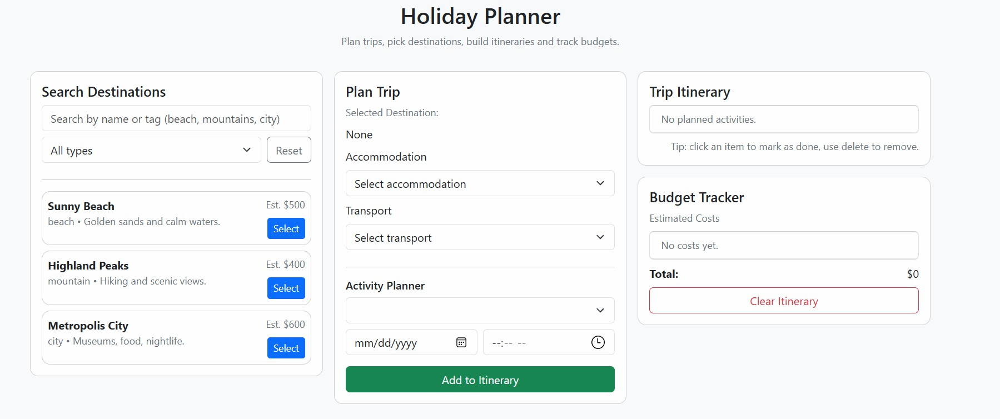 Holiday Planner
Plan trips, pick destinations, build itineraries and track budgets.
Search Destinations
Search by name or tag (beach, mountains, city)
All types
Reset
Sunny Beach
Est. $500
beach • Golden sands and calm waters.
Select
Highland Peaks
Est. $400
mountain • Hiking and scenic views.
Select
Metropolis City
Est. $600
city • Museums, food, nightlife.
Select
Plan Trip
Selected Destination:
None
Accommodation
Select accommodation
Transport
Select transport
Activity Planner
mm/dd/yyyy
--:-- --
Add to Itinerary
Trip Itinerary
No planned activities.
Tip: click an item to mark as done, use delete to remove.
Budget Tracker
Estimated Costs
No costs yet.
Total:
$0
Clear Itinerary